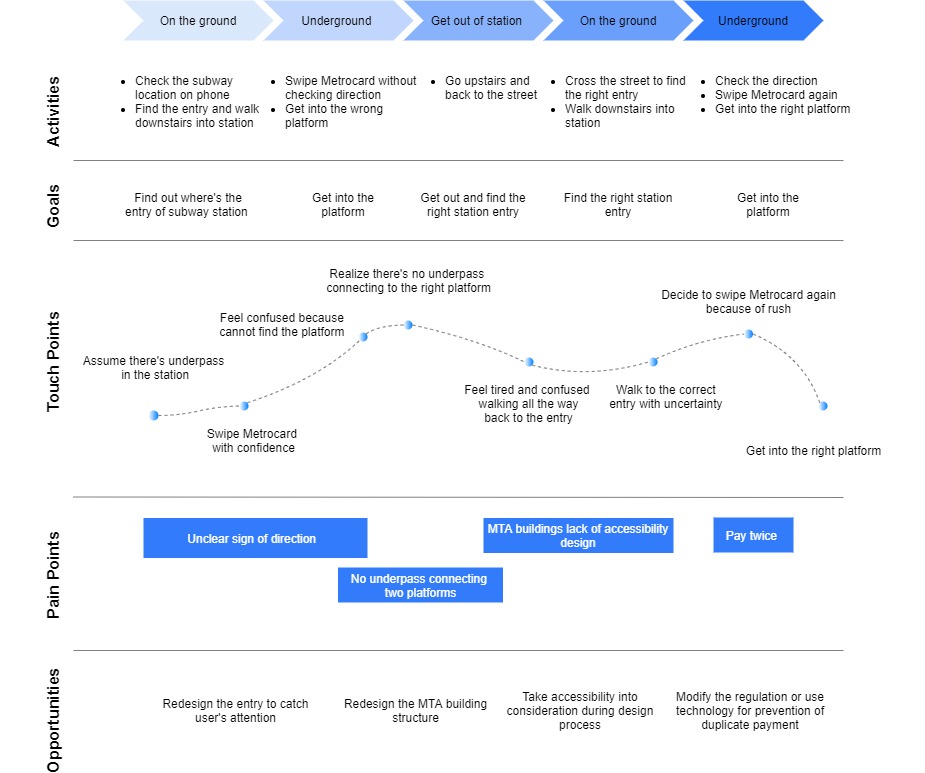 On the ground
Underground
Get out of station
On the ground
Underground
Activities
Check the subway
location on phone
Find the entry and walk
downstairs into station
Swipe Metrocard without
checking direction
Get into the wrong
platform
Go upstairs and
back to the street
Cross the street to find
the right entry
Walk downstairs into
station
Check the direction
Swipe Metrocard again
Get into the right platform
Goals
Find out where's the
entry of subway station
Get into the
platform
Get out and find the
right station entry
Find the right station
entry
Get into the
platform
Touch Points
Assume there's underpass
in the station
Swipe Metrocard
with confidence
Feel confused because
cannot find the platform
Realize there's no underpass
connecting to the right platform
Feel tired and confused
walking all the way
back to the entry
Walk to the correct
entry with uncertainty
Decide to swipe Metrocard again
because of rush
Get into the right platform
Pain Points
Unclear sign of direction
No underpass connecting
two platforms
MTA buildings lack of accessibility
design
Pay twice
Opportunities
Redesign the entry to catch
user's attention
Redesign the MTA building
structure
Take accessibility into
consideration during design
process
Modify the regulation or use
technology for prevention of
duplicate payment